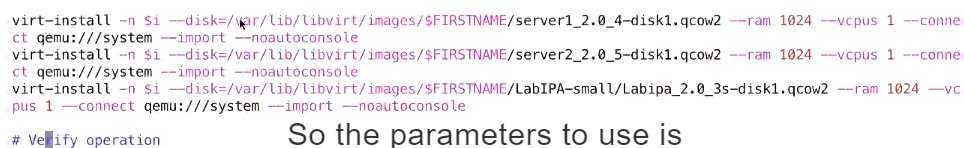 virt-install -n $i --disk=/var/lib/libvirt/images/$FIRSTNAME/server1_2.0_4-disk1.qcow2 --ram 1024 --vcpus 1 --conne
ct qemu:///system --import --noautoconsole
virt-install -n $i --disk=/var/lib/libvirt/images/$FIRSTNAME/server2_2.0_5-disk1.qcow2 --ram 1024 --vcpus 1 --conne
ct qemu:///system --import --noautoconsole
virt-install -n $i --disk=/var/lib/libvirt/images/$FIRSTNAME/LabIPA-small/Labipa_2.0_3s-disk1.qcow2 --ram 1024 --vc
pus 1 --connect qemu:///system --import --noautoconsole
# Verify operation
So the parameters to use is